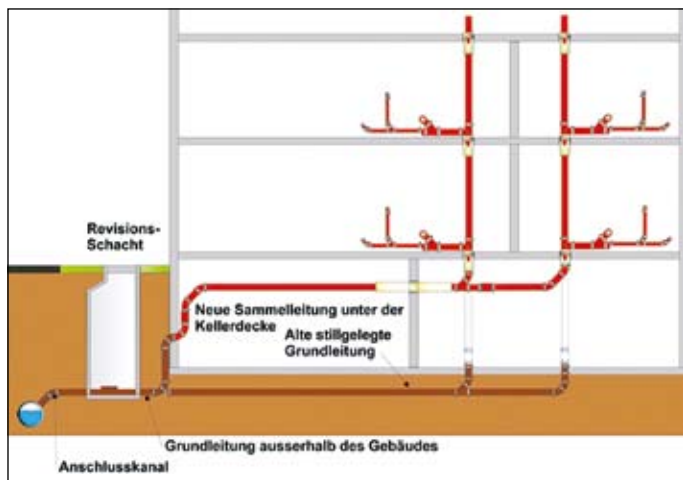 Revisions-
Schacht
Neue Sammelleitung unter der
Kellerdecke
Alte stillgelegte
Grundleitung
Grundleitung ausserhalb des Gebäudes
Anschlusskanal